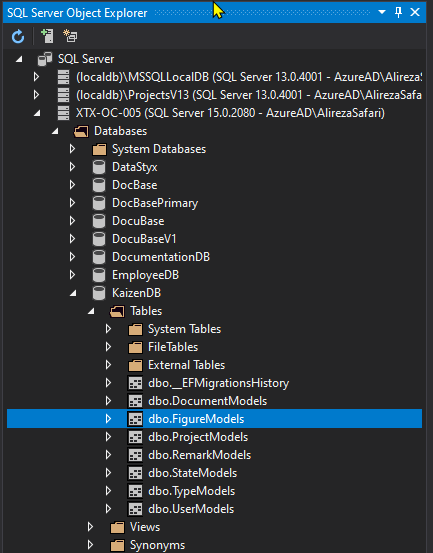 SQL Server Object Explorer
SQL Server
(localdb)\MSSQLLocalDB (SQL Server 13.0.4001 - AzureAD\AlirezaSafa
(localdb)\ProjectsV13 (SQL Server 13.0.4001 - AzureAD\AlirezaSafari
XTX-OC-005 (SQL Server 15.0.2080 - AzureAD\AlirezaSafari)
Databases
System Databases
DataStyx
DocBase
DocBasePrimary
DocuBase
DocuBaseV1
DocumentationDB
EmployeeDB
KaizenDB
Tables
System Tables
FileTables
External Tables
dbo.__EFMigrationsHistory
dbo.DocumentModels
dbo.FigureModels
dbo.ProjectModels
dbo.RemarkModels
dbo.StateModels
dbo.TypeModels
dbo.UserModels
Views
Synonyms